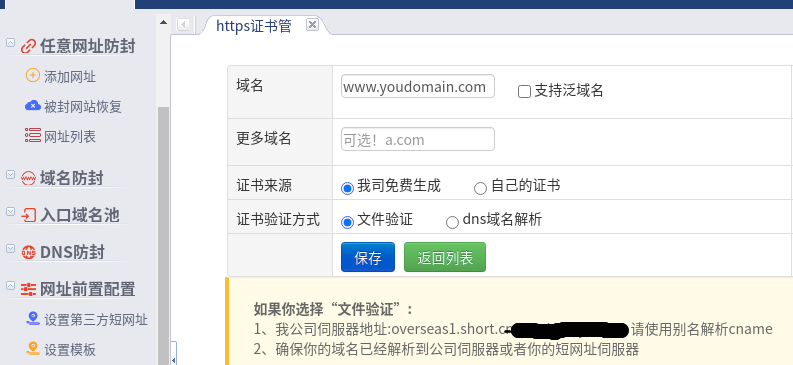 https证书管
任意网址防封
添加网址
被封网站恢复
网址列表
域名防封
入口域名池
DNS防封
DNS
网址前置配置
设置第三方短网址
设置模板
域名
www.youdomain.com
支持泛域名
更多域名
可选！a.com
证书来源
我司免费生成
自己的证书
证书验证方式
文件验证
dns域名解析
保存
返回列表
如果你选择“文件验证”：
1、我公司伺服器地址:overseas1.short. 请使用别名解析cname
2、确保你的域名已经解析到公司伺服器或者你的短网址伺服器